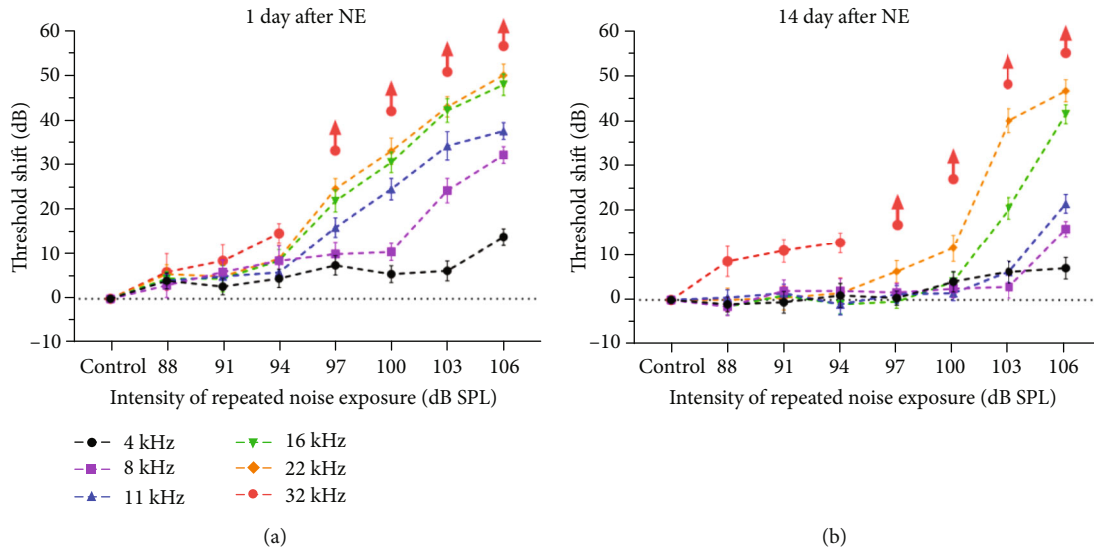 1 day after NE
60
50
40
30
20
10
0
–10
Threshold shift (dB)
Control 88 91 94 97 100 103 106
Intensity of repeated noise exposure (dB SPL)
4 kHz
8 kHz
11 kHz
16 kHz
22 kHz
32 kHz
(a)
14 day after NE
60
50
40
30
20
10
0
–10
Threshold shift (dB)
Control 88 91 94 97 100 103 106
Intensity of repeated noise exposure (dB SPL)
(b)